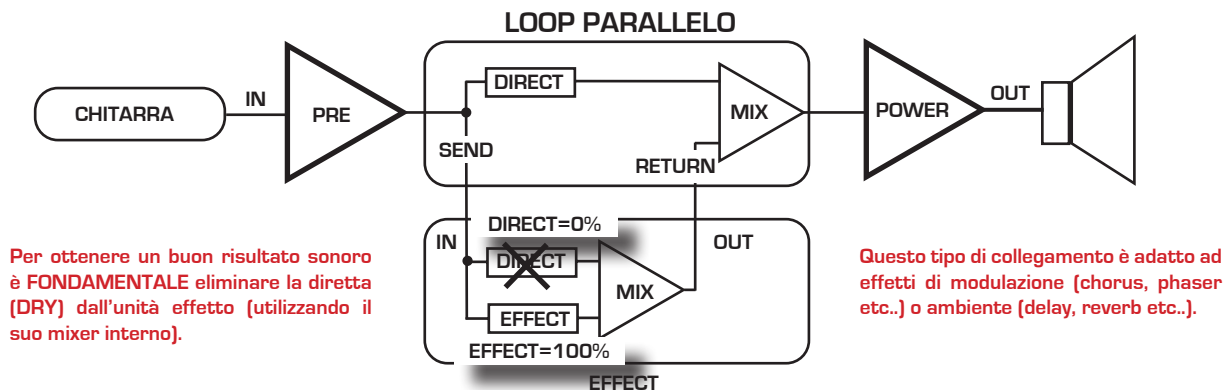 LOOP PARALLELO
CHITARRA
IN
PRE
DIRECT
MIX
SEND
RETURN
POWER
OUT
DIRECT=0%
IN
DIRECT
EFFECT
MIX
OUT
EFFECT=100%
EFFECT
Per ottenere un buon risultato sonoro
è FONDAMENTALE eliminare la diretta
(DRY) dall'unità effetto (utilizzando il
suo mixer interno).
Questo tipo di collegamento è adatto ad
effetti di modulazione (chorus, phaser
etc..) o ambiente (delay, reverb etc..).